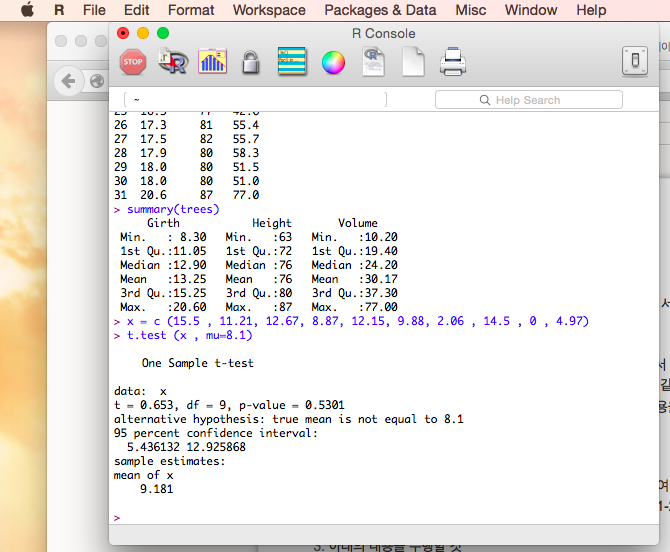 R File Edit Format Workspace Packages & Data Misc Window Help
R Console
STOP
R
~
Help Search
26 17.3 81 55.4
27 17.5 82 55.7
28 17.9 80 58.3
29 18.0 80 51.5
30 18.0 80 51.0
31 20.6 87 77.0
> summary(trees)
Girth Height Volume
Min. : 8.30 Min. :63 Min. :10.20
1st Qu.:11.05 1st Qu.:72 1st Qu.:19.40
Median :12.90 Median :76 Median :24.20
Mean :13.25 Mean :76 Mean :30.17
3rd Qu.:15.25 3rd Qu.:80 3rd Qu.:37.30
Max. :20.60 Max. :87 Max. :77.00
> x = c (15.5 , 11.21, 12.67, 8.87, 12.15, 9.88, 2.06 , 14.5 , 0 , 4.97)
> t.test (x , mu=8.1)
One Sample t-test
data: x
t = 0.653, df = 9, p-value = 0.5301
alternative hypothesis: true mean is not equal to 8.1
95 percent confidence interval:
5.436132 12.925868
sample estimates:
mean of x
9.181
>